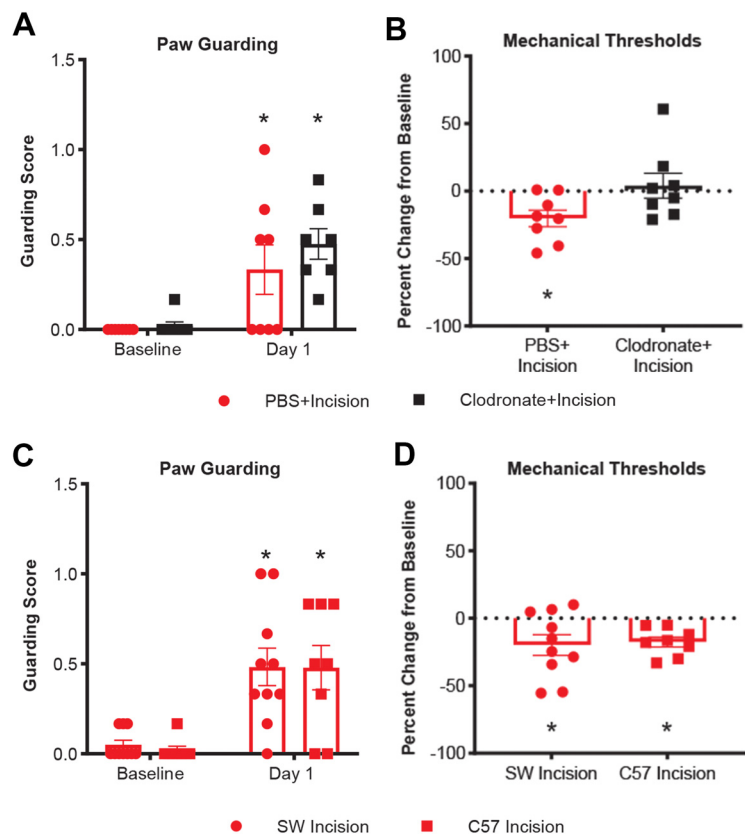 A
Paw Guarding
Guarding Score
1.5
1.0
0.5
0.0
* *
Baseline Day 1
B
Mechanical Thresholds
Percent Change from Baseline
100
50
0
-50
-100
*
PBS+ Clodronate+
Incision Incision
PBS+Incision Clodronate+Incision
C
Paw Guarding
Guarding Score
1.5
1.0
0.5
0.0
* *
Baseline Day 1
D
Mechanical Thresholds
Percent Change from Baseline
100
50
0
-50
-100
* *
SW Incision C57 Incision
SW Incision C57 Incision